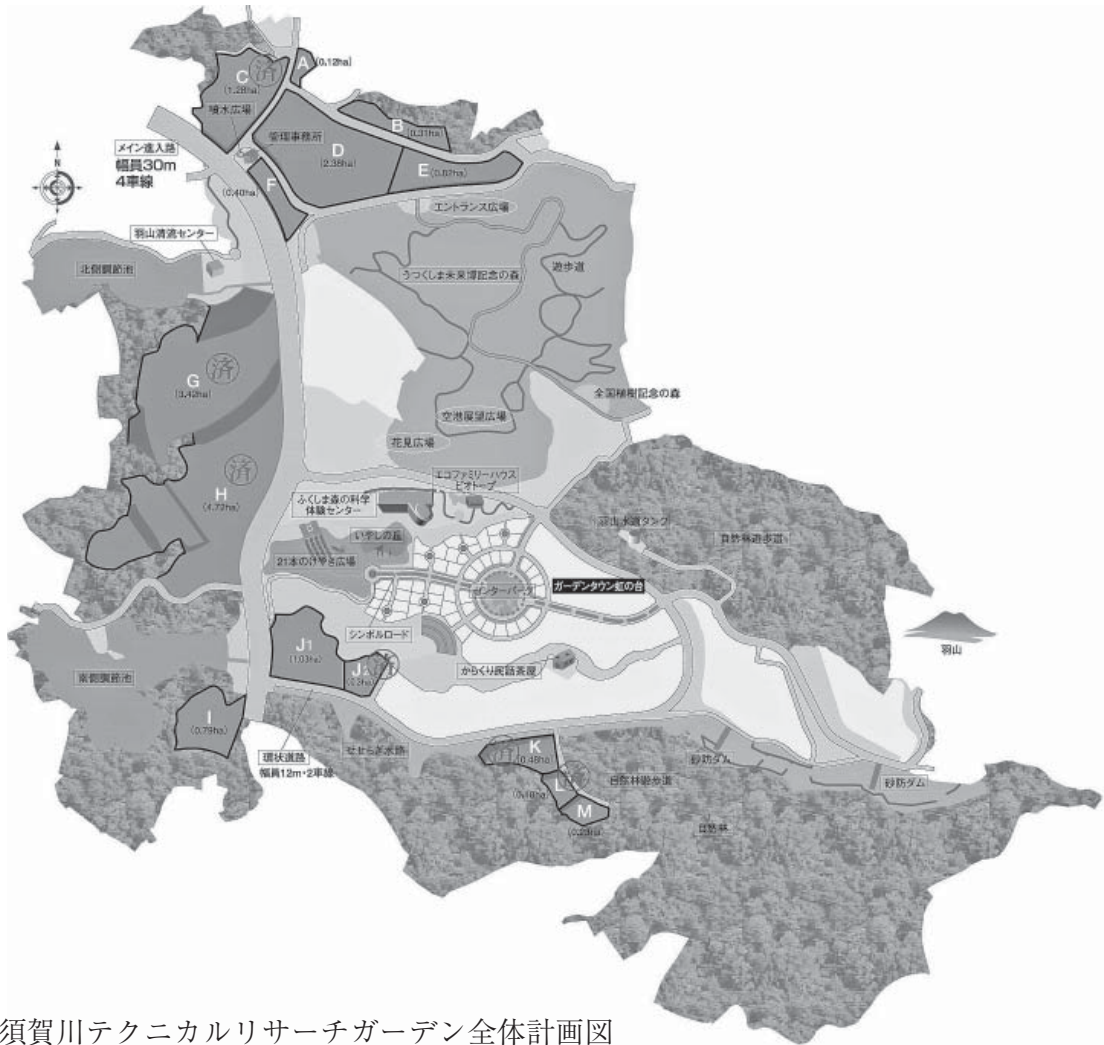 A
(0.12ha)
C
済
(1.28ha)
噴水広場
B
(0.31ha)
管理事務所
D
(2.38ha)
E
(0.82ha)
メイン進入路
幅員30m
4車線
N
F
(0.40ha)
エントランス広場
羽山清流センター
北側調節池
うつくしま未来博記念の森
遊歩道
G
済
(3.42ha)
全国植樹記念の森
空港展望広場
花見広場
H
済
(4.72ha)
エコファミリーハウス
ビオトープ
ふくしま森の科学
体験センター
羽山水道タンク
自然林遊歩道
いやしの丘
21本のけやき広場
センターパーク
ガーデンタウン虹の台
シンボルロード
羽山
J1
(1.03ha)
J2
済
からくり民話茶屋
南側調節池
I
(0.79ha)
環状道路
幅員12m・2車線
せせらぎ水路
K
済
(0.48ha)
L
済
M
自然林遊歩道
砂防ダム
砂防ダム
自然林
須賀川テクニカルリサーチガーデン全体計画図